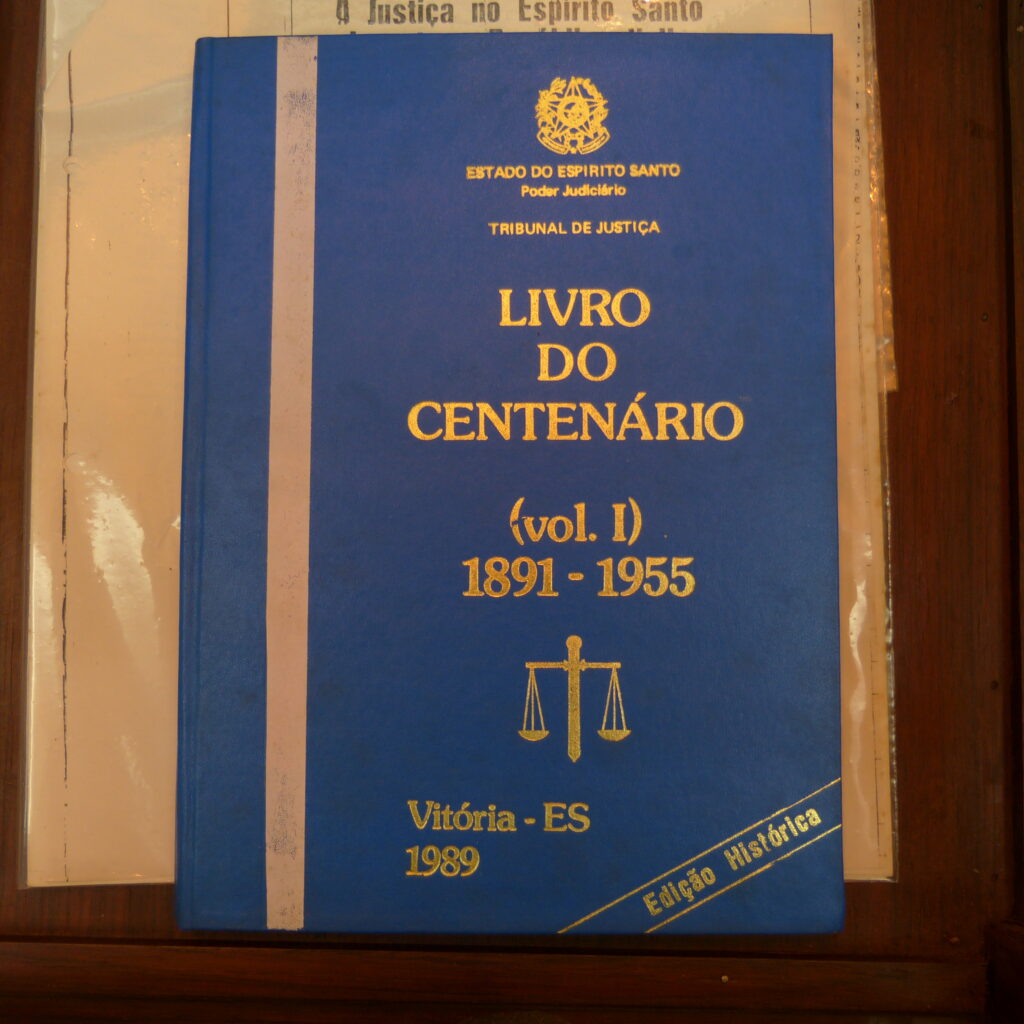 A Justiça no Espírito Santo
ESTADO DO ESPIRITO SANTO
Poder Judiciário
TRIBUNAL DE JUSTIÇA
LIVRO
DO
CENTENÁRIO
(vol. I)
1891 - 1955
Vitória - ES
1989
Edição Histórica